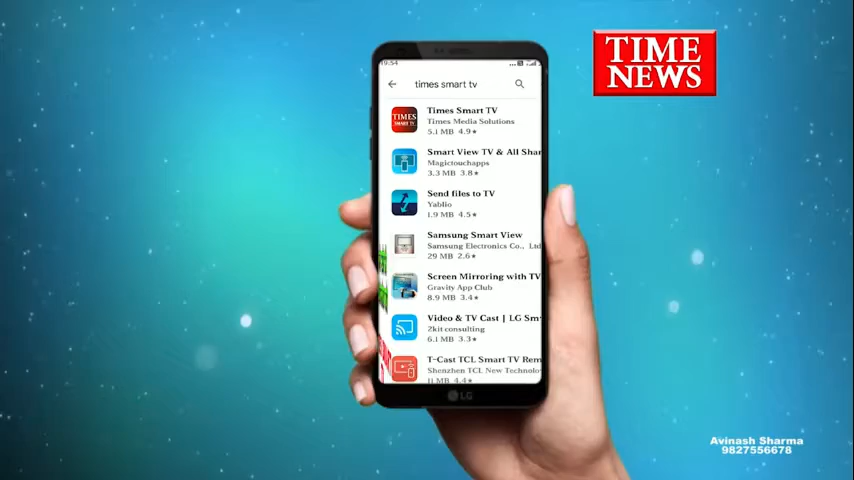 TIME
NEWS
19:54
times smart tv
TIMES
SMART TV
Times Smart TV
Times Media Solutions
5.1 MB 4.9★
Smart View TV & All Shar
Magictouchapps
3.3 MB 3.8★
Send files to TV
Yablio
1.9 MB 4.5★
Samsung Smart View
Samsung Electronics Co., Ltd
29 MB 2.6★
Screen Mirroring with TV
Gravity App Club
8.9 MB 3.4★
Video & TV Cast | LG Sm
2kit consulting
6.1 MB 3.3★
T-Cast TCL Smart TV Rem
Shenzhen TCL New Technolo
11 MB 4.4★
LG
Avinash Sharma
9827556678